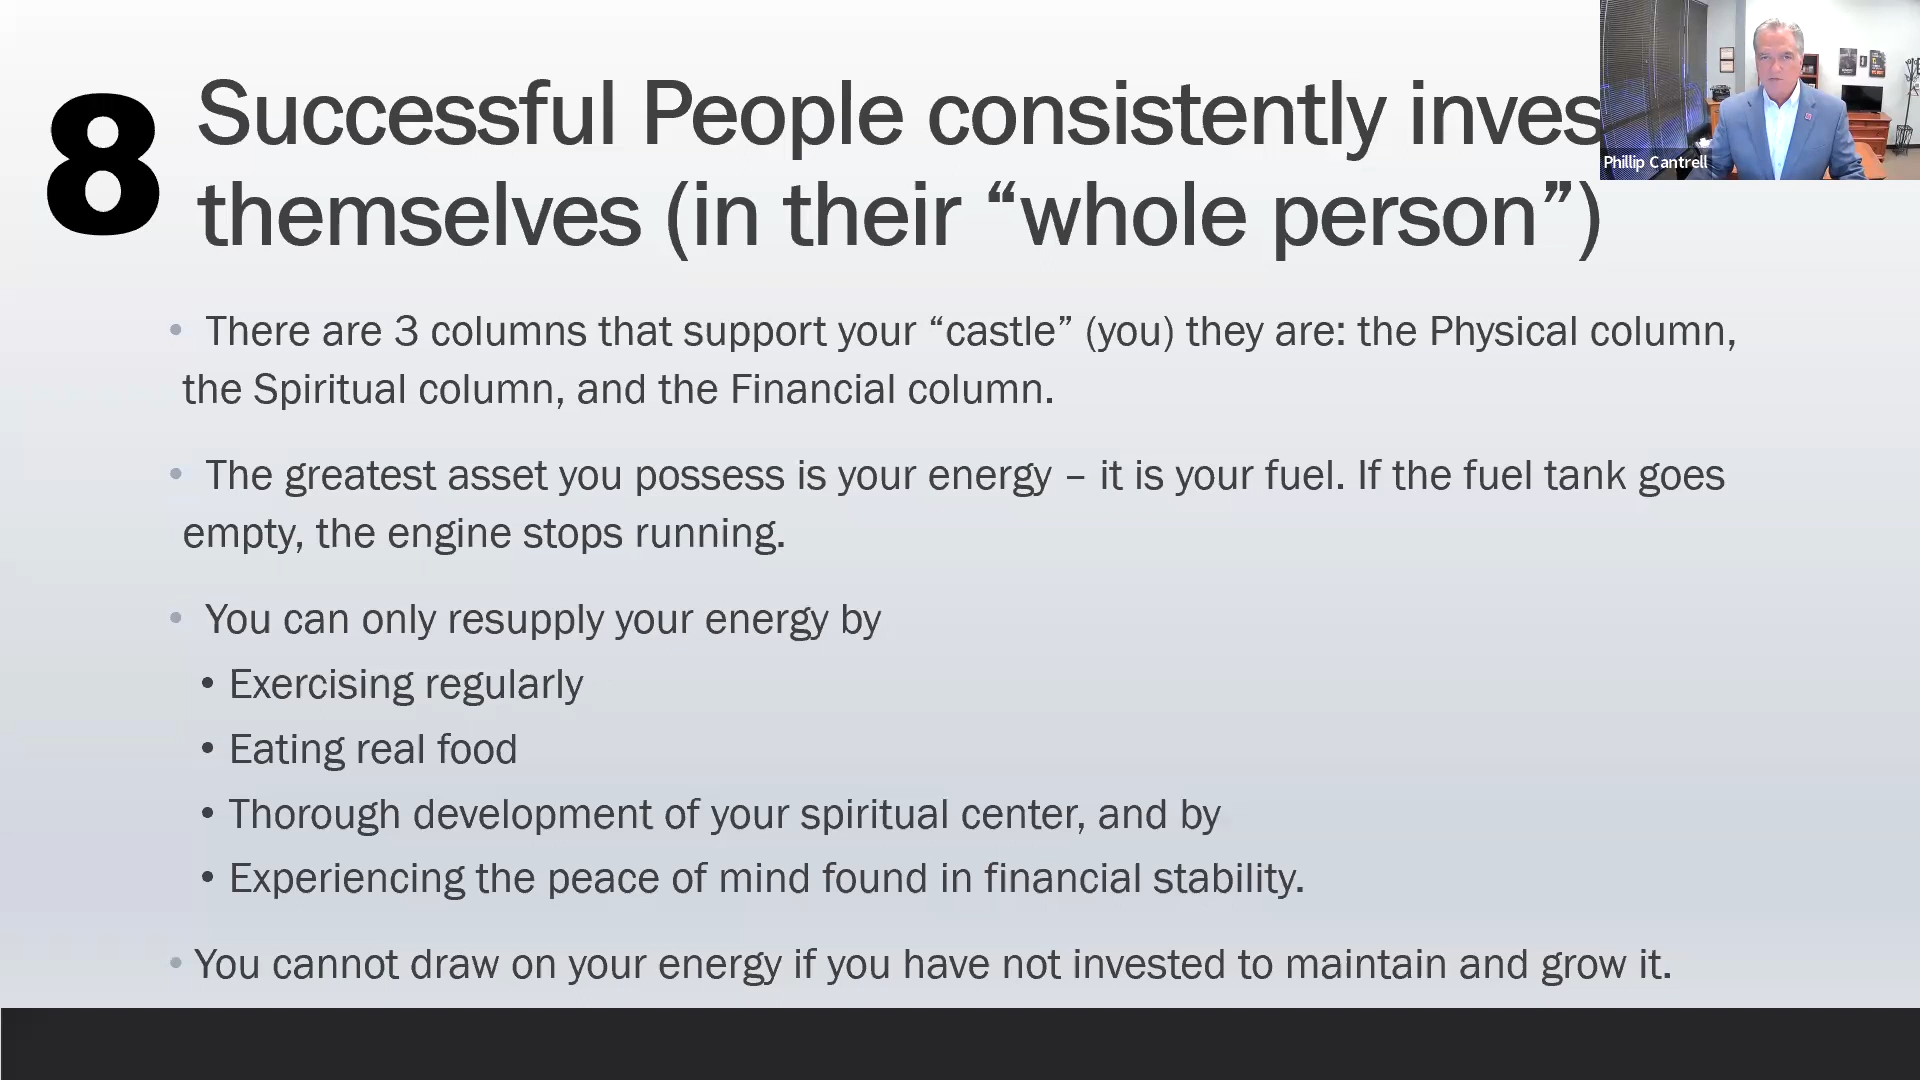 8
Successful People consistently inves
themselves (in their “whole person”)
Phillip Cantrell
• There are 3 columns that support your “castle” (you) they are: the Physical column,
the Spiritual column, and the Financial column.
• The greatest asset you possess is your energy – it is your fuel. If the fuel tank goes
empty, the engine stops running.
• You can only resupply your energy by
• Exercising regularly
• Eating real food
• Thorough development of your spiritual center, and by
• Experiencing the peace of mind found in financial stability.
• You cannot draw on your energy if you have not invested to maintain and grow it.